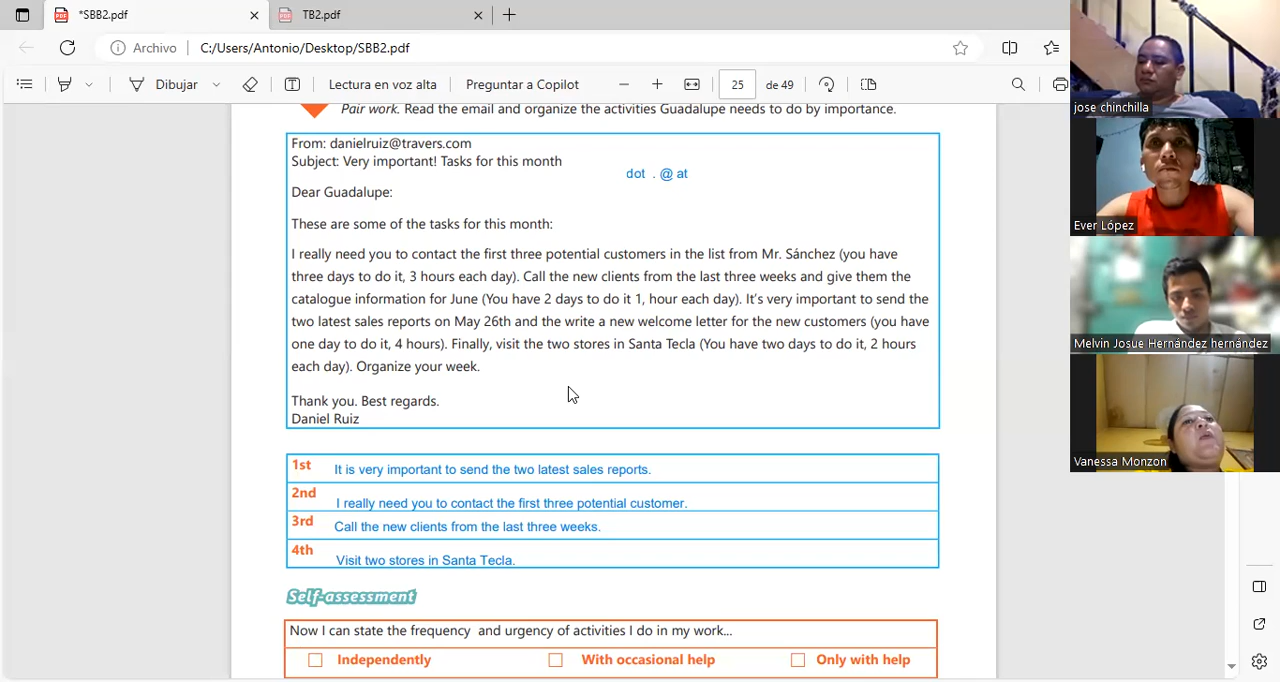 *SBB2.pdf
TB2.pdf
Archivo
C:/Users/Antonio/Desktop/SBB2.pdf
Dibujar
Lectura en voz alta
Preguntar a Copilot
25
de 49
Pair work. Read the email and organize the activities Guadalupe needs to do by importance.
From: danielruiz@travers.com
Subject: Very important! Tasks for this month
dot . @ at
Dear Guadalupe:
These are some of the tasks for this month:
I really need you to contact the first three potential customers in the list from Mr. Sánchez (you have
three days to do it, 3 hours each day). Call the new clients from the last three weeks and give them the
catalogue information for June (You have 2 days to do it 1, hour each day). It's very important to send the
two latest sales reports on May 26th and the write a new welcome letter for the new customers (you have
one day to do it, 4 hours). Finally, visit the two stores in Santa Tecla (You have two days to do it, 2 hours
each day). Organize your week.
Thank you. Best regards.
Daniel Ruiz
1st It is very important to send the two latest sales reports.
2nd I really need you to contact the first three potential customer.
3rd Call the new clients from the last three weeks.
4th Visit two stores in Santa Tecla.
Self-assessment
Now I can state the frequency and urgency of activities I do in my work...
Independently
With occasional help
Only with help
jose chinchilla
Ever López
Melvin Josue Hernández hernández
Vanessa Monzon